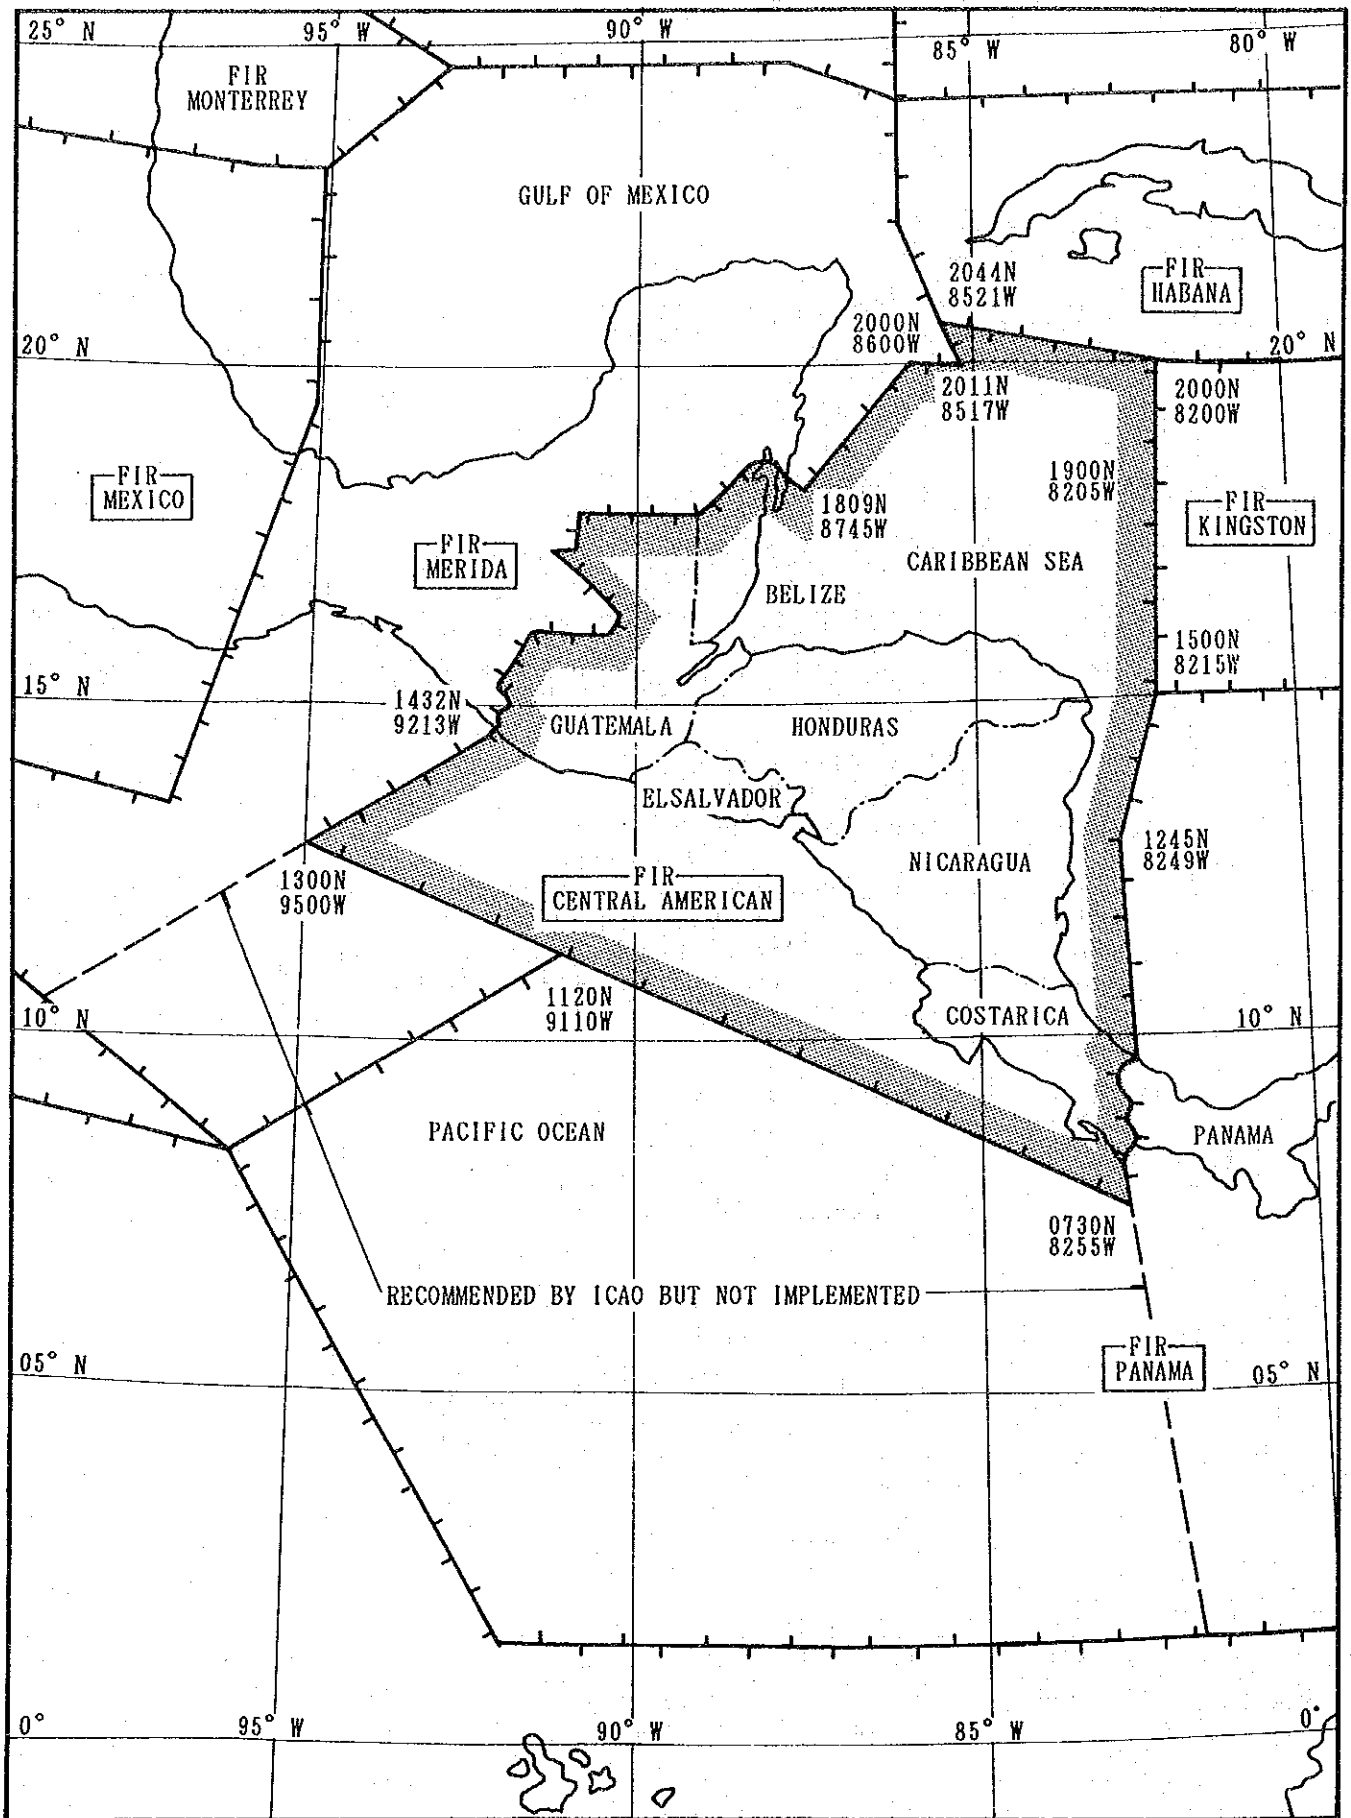 25° N
95° W
90° W
85° W
80° W
FIR
MONTERREY
GULF OF MEXICO
2044N
8521W
FIR
HABANA
2000N
8600W
20° N
20° N
2011N
8517W
2000N
8200W
FIR
MEXICO
1900N
8205W
1809N
8745W
FIR
KINGSTON
FIR
MERIDA
CARIBBEAN SEA
BELIZE
1500N
8215W
15° N
1432N
9213W
GUATEMALA
HONDURAS
ELSALVADOR
1245N
8249W
NICARAGUA
1300N
9500W
FIR
CENTRAL AMERICAN
1120N
9110W
COSTARICA
10° N
10° N
PACIFIC OCEAN
PANAMA
0730N
8255W
RECOMMENDED BY ICAO BUT NOT IMPLEMENTED
FIR
PANAMA
05° N
05° N
0°
95° W
90° W
85° W
0°